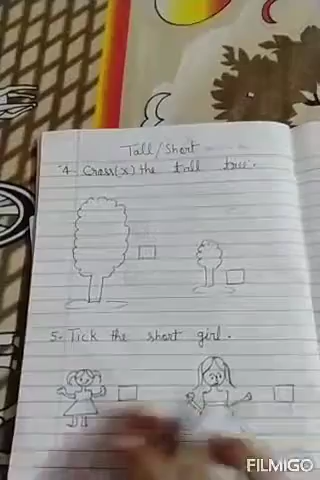 Tall/Short
4. Cross(x) the tall tree.
5. Tick the short girl.
FILMIGO